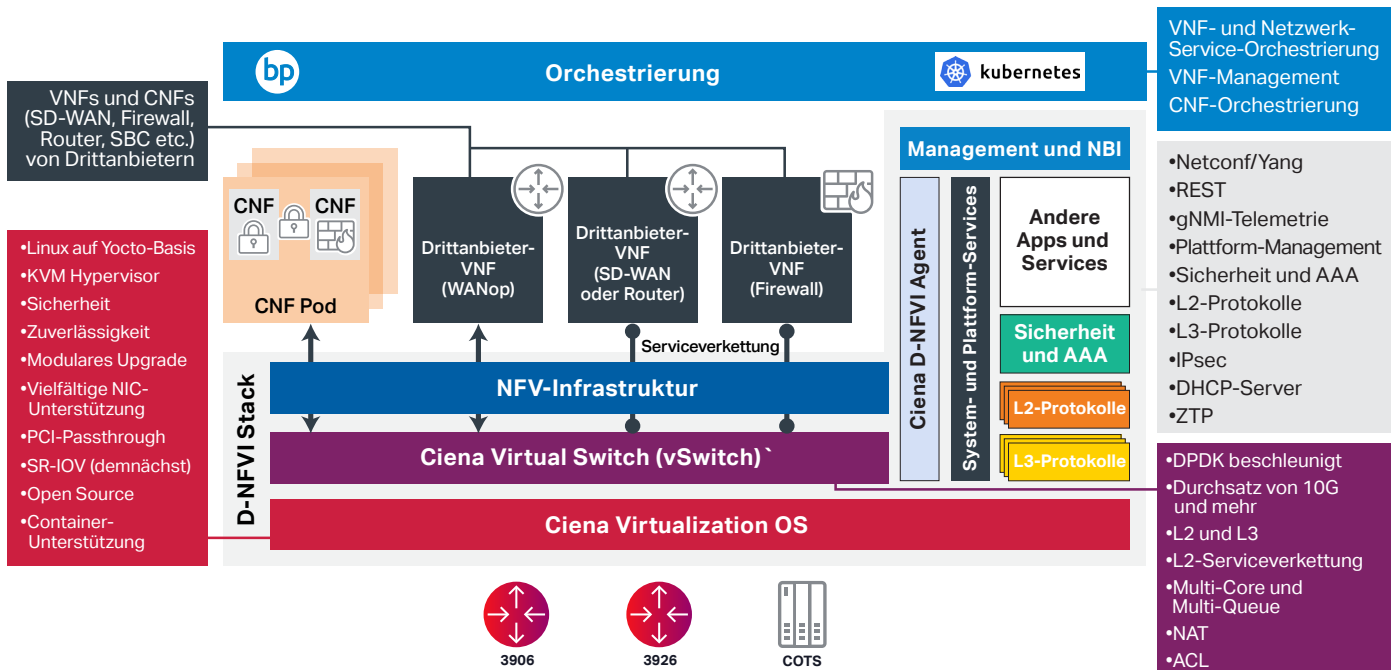 bp
Orchestrierung
kubernetes
VNF- und Netzwerk-
Service-Orchestrierung
VNF-Management
CNF-Orchestrierung
VNFs und CNFs
(SD-WAN, Firewall,
Router, SBC etc.)
von Drittanbietern
CNF
CNF
CNF Pod
Drittanbieter-
VNF
(WANop)
Drittanbieter-
VNF
(SD-WAN
oder Router)
Drittanbieter-
VNF
(Firewall)
Serviceverkettung
Management und NBI
Ciena D-NFVI Agent
System- und Plattform-Services
Andere
Apps und
Services
Sicherheit
und AAA
L2-Protokolle
L3-Protokolle
•Netconf/Yang
•REST
•gNMI-Telemetrie
•Plattform-Management
•Sicherheit und AAA
•L2-Protokolle
•L3-Protokolle
•IPsec
•DHCP-Server
•ZTP
•Linux auf Yocto-Basis
•KVM Hypervisor
•Sicherheit
•Zuverlässigkeit
•Modulares Upgrade
•Vielfältige NIC-
Unterstützung
•PCI-Passthrough
•SR-IOV (demnächst)
•Open Source
•Container-
Unterstützung
D-NFVI Stack
NFV-Infrastruktur
Ciena Virtual Switch (vSwitch)`
Ciena Virtualization OS
•DPDK beschleunigt
•Durchsatz von 10G
und mehr
•L2 und L3
•L2-Serviceverkettung
•Multi-Core und
Multi-Queue
•NAT
•ACL
3906
3926
COTS